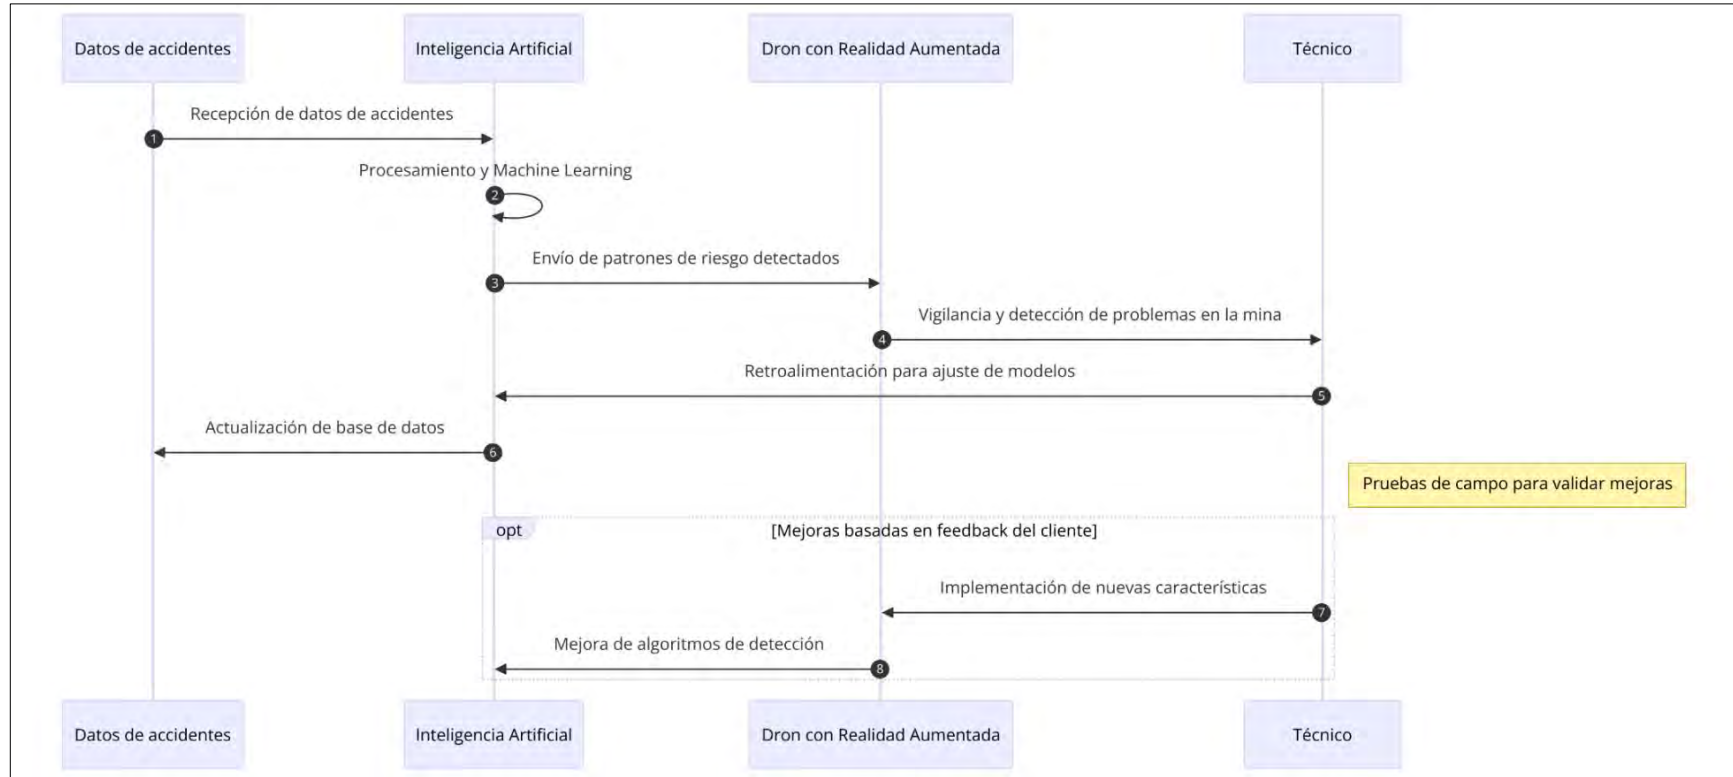 Datos de accidentes
Inteligencia Artificial
Dron con Realidad Aumentada
Técnico
Recepción de datos de accidentes
1
Procesamiento y Machine Learning
2
Envío de patrones de riesgo detectados
3
Vigilancia y detección de problemas en la mina
4
Retroalimentación para ajuste de modelos
5
Actualización de base de datos
6
Pruebas de campo para validar mejoras
opt
[Mejoras basadas en feedback del cliente]
Implementación de nuevas características
7
Mejora de algoritmos de detección
8
Datos de accidentes
Inteligencia Artificial
Dron con Realidad Aumentada
Técnico